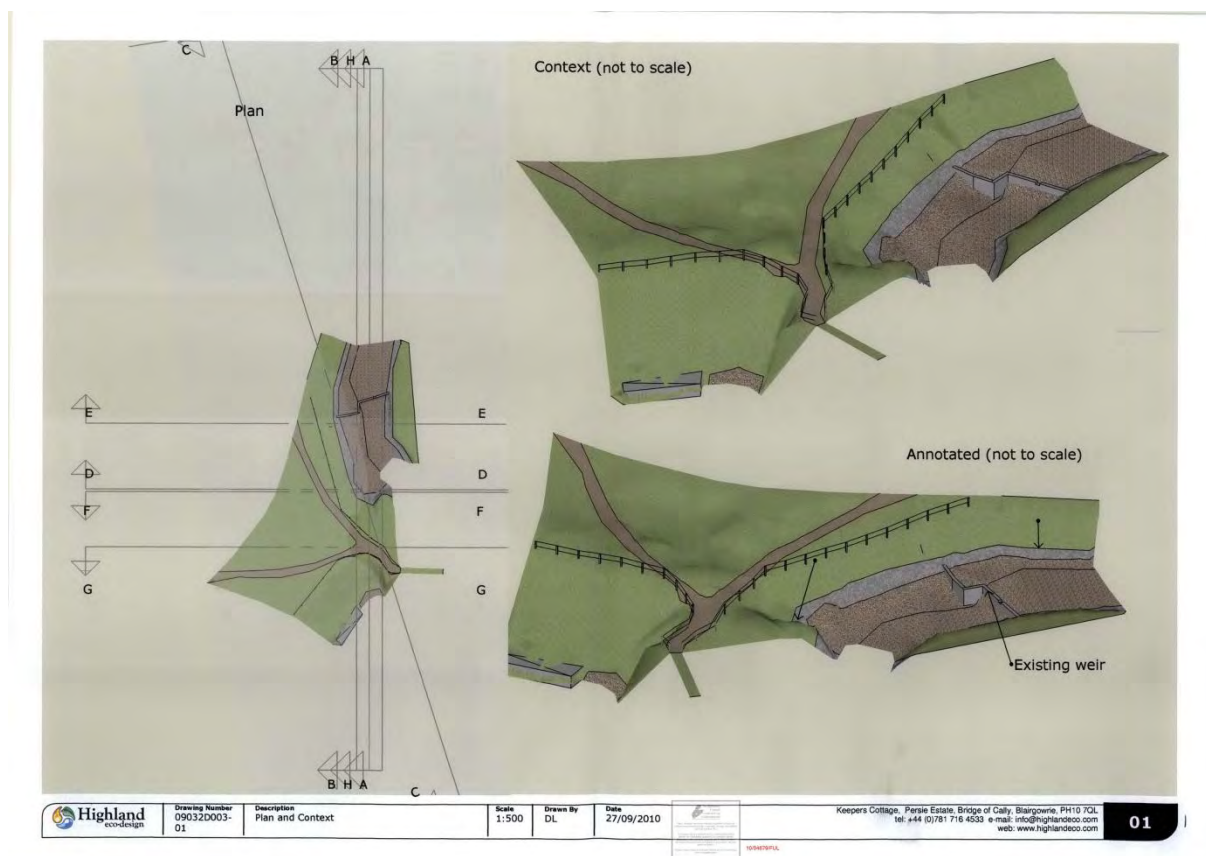 C
B H A
Plan
Context (not to scale)
E E
D D
F F
G G
Annotated (not to scale)
Existing weir
B H A
C
Highland
eco-design
Drawing Number
09032D003-
01
Description
Plan and Context
Scale
1:500
Drawn By
DL
Date
27/09/2010
Keepers Cottage, Persie Estate, Bridge of Cally, Blairgowrie, PH10 7QL
tel: +44 (0)781 716 4533 e-mail: info@highlandeco.com
web: www.highlandeco.com
01